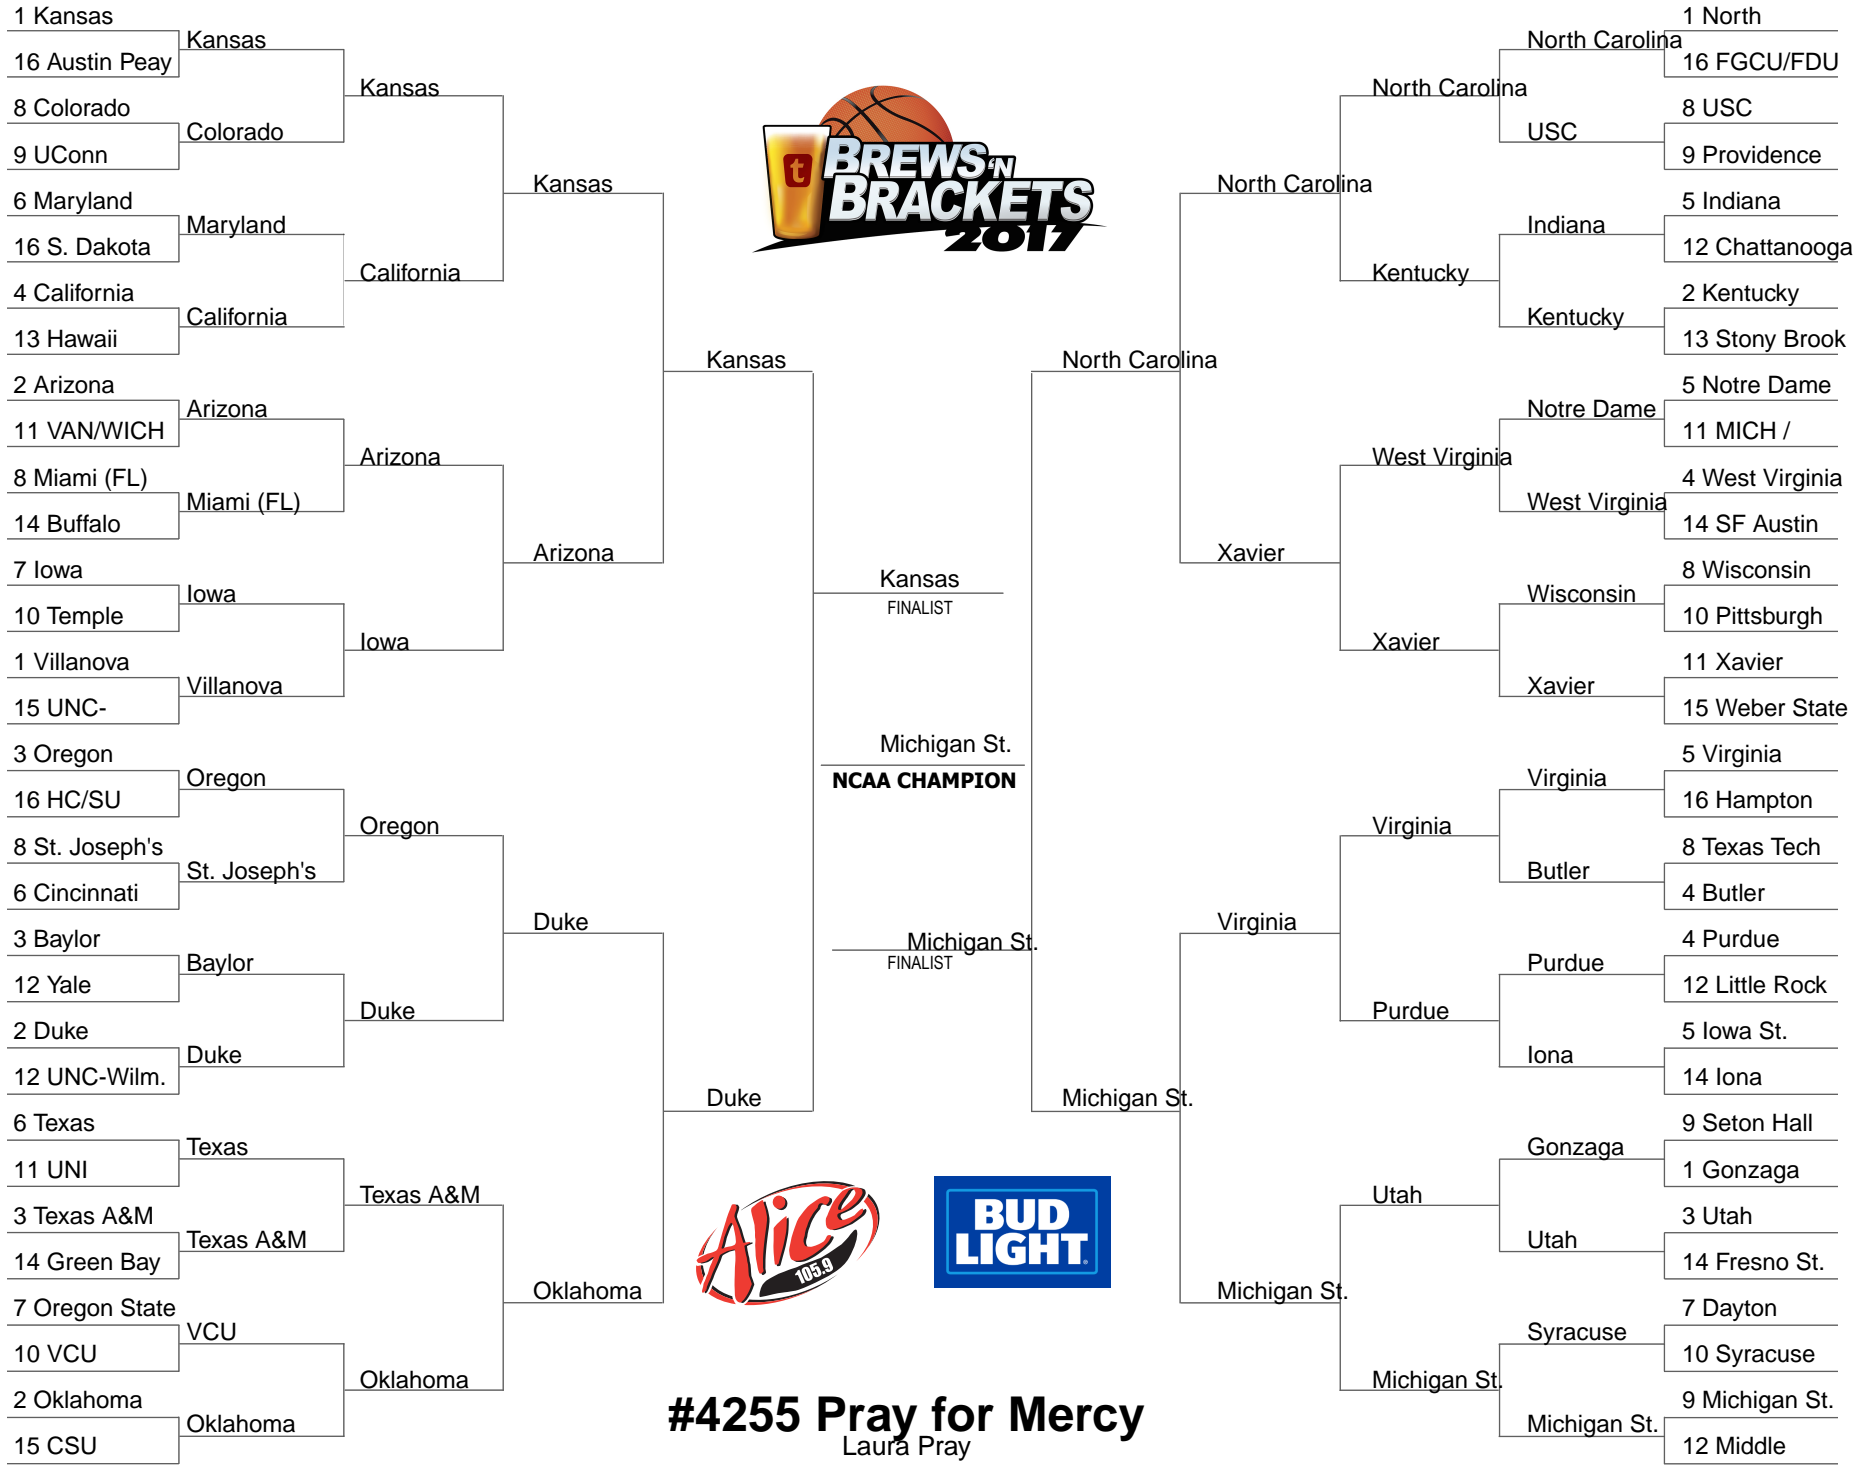 1 Kansas
16 Austin Peay
8 Colorado
9 UConn
6 Maryland
16 S. Dakota
4 California
13 Hawaii
2 Arizona
11 VAN/WICH
8 Miami (FL)
14 Buffalo
7 Iowa
10 Temple
1 Villanova
15 UNC-
3 Oregon
16 HC/SU
8 St. Joseph's
6 Cincinnati
3 Baylor
12 Yale
2 Duke
12 UNC-Wilm.
6 Texas
11 UNI
3 Texas A&M
14 Green Bay
7 Oregon State
10 VCU
2 Oklahoma
15 CSU
Kansas
Colorado
Maryland
California
Arizona
Miami (FL)
Iowa
Villanova
Oregon
St. Joseph's
Baylor
Duke
Texas
Texas A&M
VCU
Oklahoma
Kansas
California
Arizona
Iowa
Oregon
Duke
Texas A&M
Oklahoma
Kansas
Arizona
Duke
Oklahoma
Kansas
Duke
t
BREWS 'N
BRACKETS
2017
Kansas
FINALIST
Michigan St.
NCAA CHAMPION
Michigan St.
FINALIST
Alice
105.9
BUD
LIGHT
#4255 Pray for Mercy
Laura Pray
North Carolina
Michigan St.
North Carolina
Xavier
Virginia
Michigan St.
North Carolina
Kentucky
West Virginia
Xavier
Virginia
Purdue
Utah
Michigan St.
North Carolina
USC
Indiana
Kentucky
Notre Dame
West Virginia
Wisconsin
Xavier
Virginia
Butler
Purdue
Iona
Gonzaga
Utah
Syracuse
Michigan St.
1 North
16 FGCU/FDU
8 USC
9 Providence
5 Indiana
12 Chattanooga
2 Kentucky
13 Stony Brook
5 Notre Dame
11 MICH /
4 West Virginia
14 SF Austin
8 Wisconsin
10 Pittsburgh
11 Xavier
15 Weber State
5 Virginia
16 Hampton
8 Texas Tech
4 Butler
4 Purdue
12 Little Rock
5 Iowa St.
14 Iona
9 Seton Hall
1 Gonzaga
3 Utah
14 Fresno St.
7 Dayton
10 Syracuse
9 Michigan St.
12 Middle